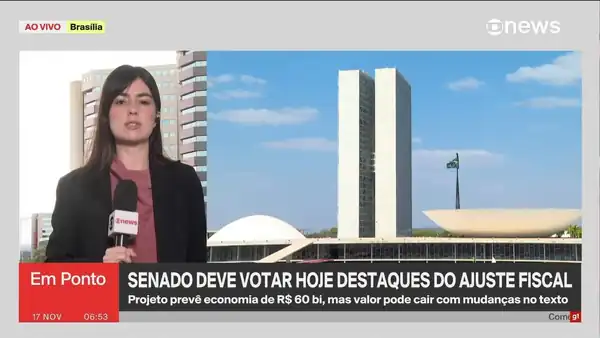 AO VIVO Brasília
news
news
Em Ponto
SENADO DEVE VOTAR HOJE DESTAQUES DO AJUSTE FISCAL
Projeto prevê economia de R$ 60 bi, mas valor pode cair com mudanças no texto
17 NOV 06:53
g1